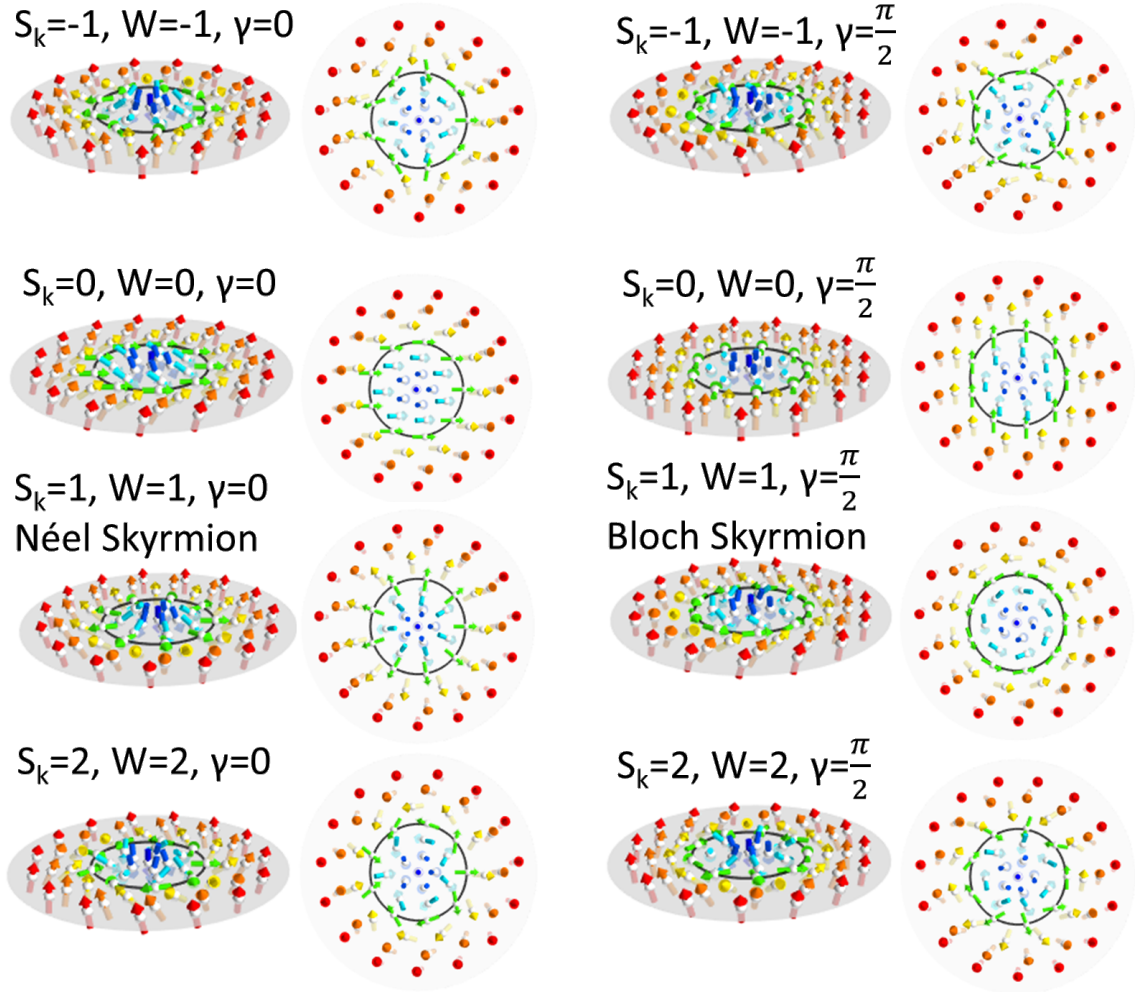 Sk=-1, W=-1, γ=0
Sk=-1, W=-1, γ=π/2
Sk=0, W=0, γ=0
Sk=0, W=0, γ=π/2
Sk=1, W=1, γ=0
Néel Skyrmion
Sk=1, W=1, γ=π/2
Bloch Skyrmion
Sk=2, W=2, γ=0
Sk=2, W=2, γ=π/2